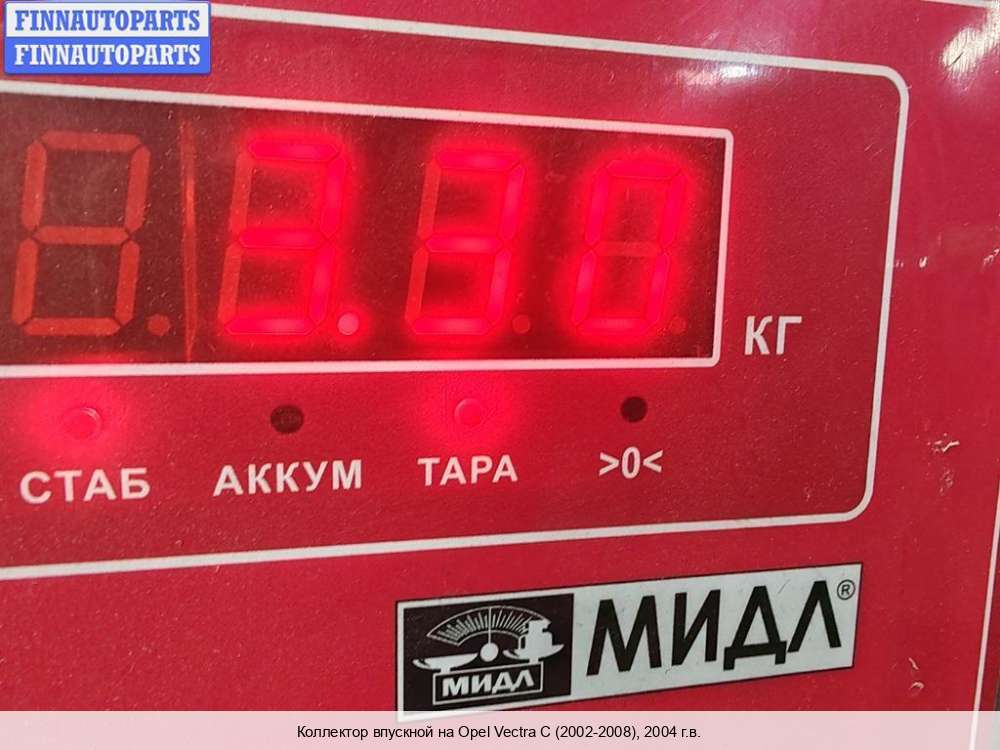 FINNAUTOPARTS
FINNAUTOPARTS
3.30
КГ
СТАБ АККУМ ТАРА >0<
МИДЛ МИДЛ®
Коллектор впускной на Opel Vectra C (2002-2008), 2004 г.в.